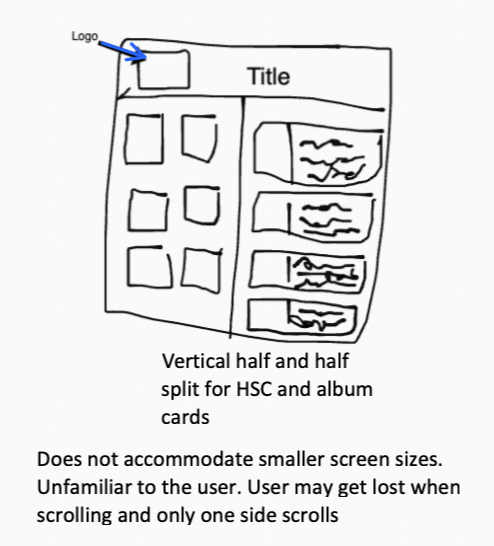 Logo
Title
Vertical half and half
split for HSC and album
cards
Does not accommodate smaller screen sizes.
Unfamiliar to the user. User may get lost when
scrolling and only one side scrolls